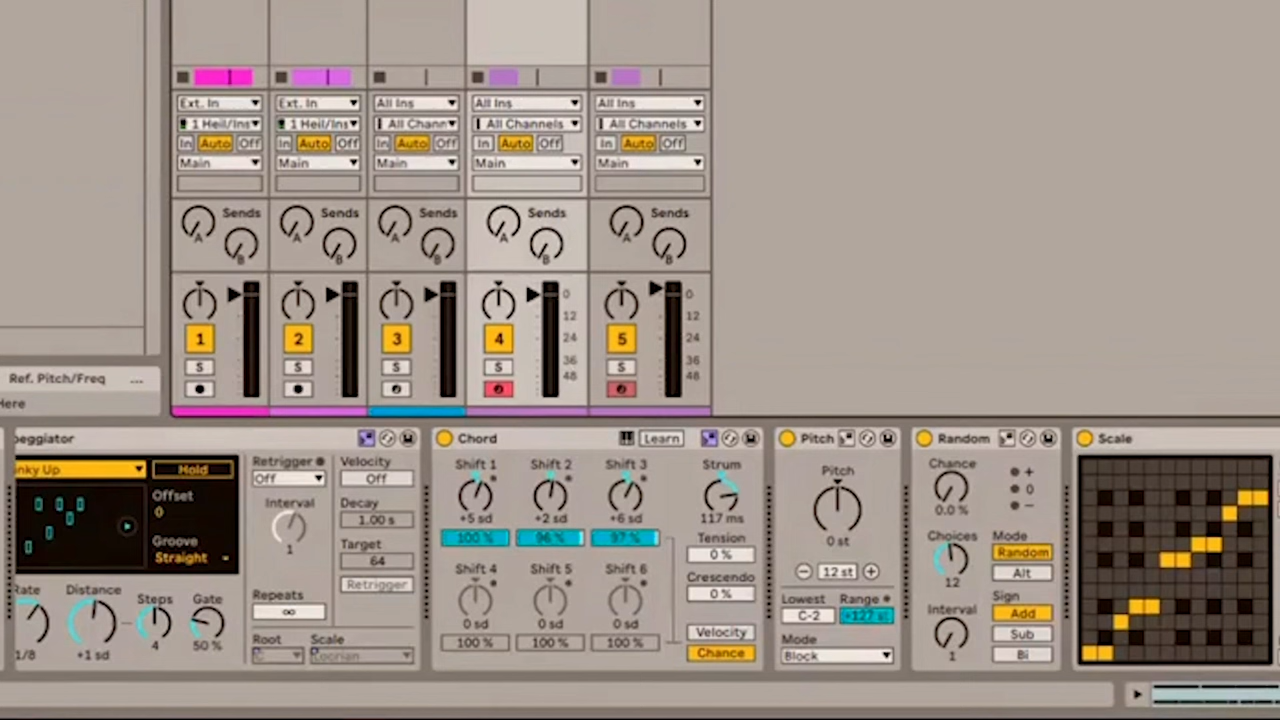 Ext. In Ext. In All Ins All Ins All Ins
1 Heil/Ins 1 Heil/Ins All Chann All Channels All Channels
In Auto Off In Auto Off In Auto Off In Auto Off In Auto Off
Main Main Main Main Main
Sends Sends Sends Sends Sends
A A A A A
B B B B B
0 0
12 12
1 2 3 4 5 24 24
S S S S S 36 36
48 48
Ref. Pitch/Freq ...
Here
peggiator
inky Up
Hold
Offset
0
Groove
Straight
Rate Distance Steps Gate
1/8 +1 sd 4 50 %
Retrigger
Off
Interval
1
Repeats
∞
Root Scale
C Locrian
Velocity
Off
Decay
1.00 s
Target
64
Retrigger
Chord Learn
Shift 1 Shift 2 Shift 3
+5 sd +2 sd +6 sd
100 % 96 % 97 %
Shift 4 Shift 5 Shift 6
0 sd 0 sd 0 sd
100 % 100 % 100 %
Strum
117 ms
Tension
0 %
Crescendo
0 %
Velocity
Chance
Pitch
Pitch
0 st
− 12 st +
Lowest Range
C-2 +127 st
Mode
Block
Random
Chance
0.0 %
+
0
−
Choices
12
Interval
1
Mode
Random
Alt
Sign
Add
Sub
Bi
Scale